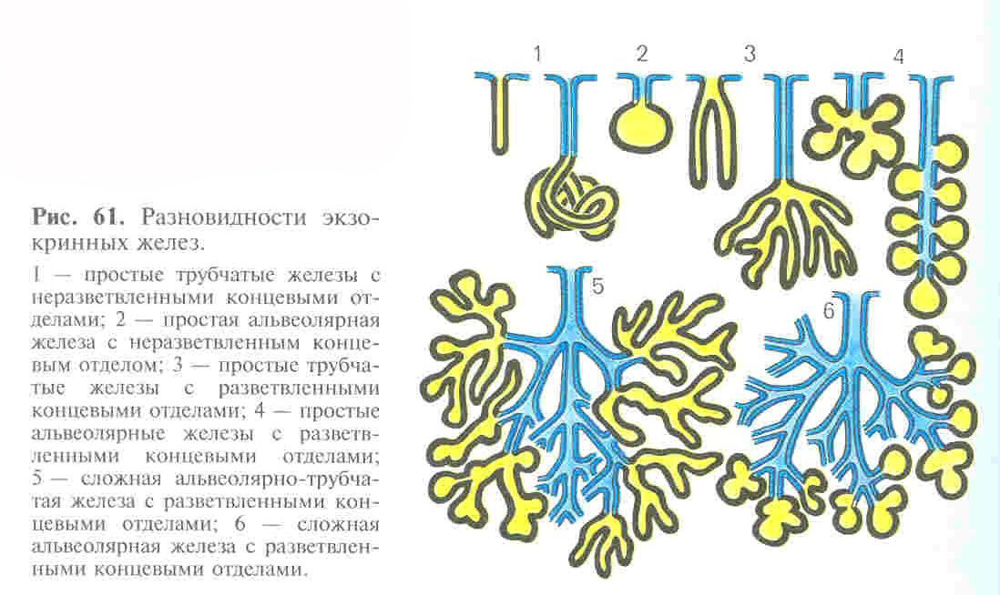 1
2
3
4
Рис. 61. Разновидности экзо-
кринных желез.
1 — простые трубчатые железы с
неразветвленными концевыми от-
делами; 2 — простая альвеолярная
железа с неразветвленным конце-
вым отделом; 3 — простые трубча-
тые железы с разветвленными
концевыми отделами; 4 — простые
альвеолярные железы с разветв-
ленными концевыми отделами;
5 — сложная альвеолярно-трубча-
тая железа с разветвленными кон-
цевыми отделами; 6 — сложная
альвеолярная железа с разветвлен-
ными концевыми отделами.
5
6